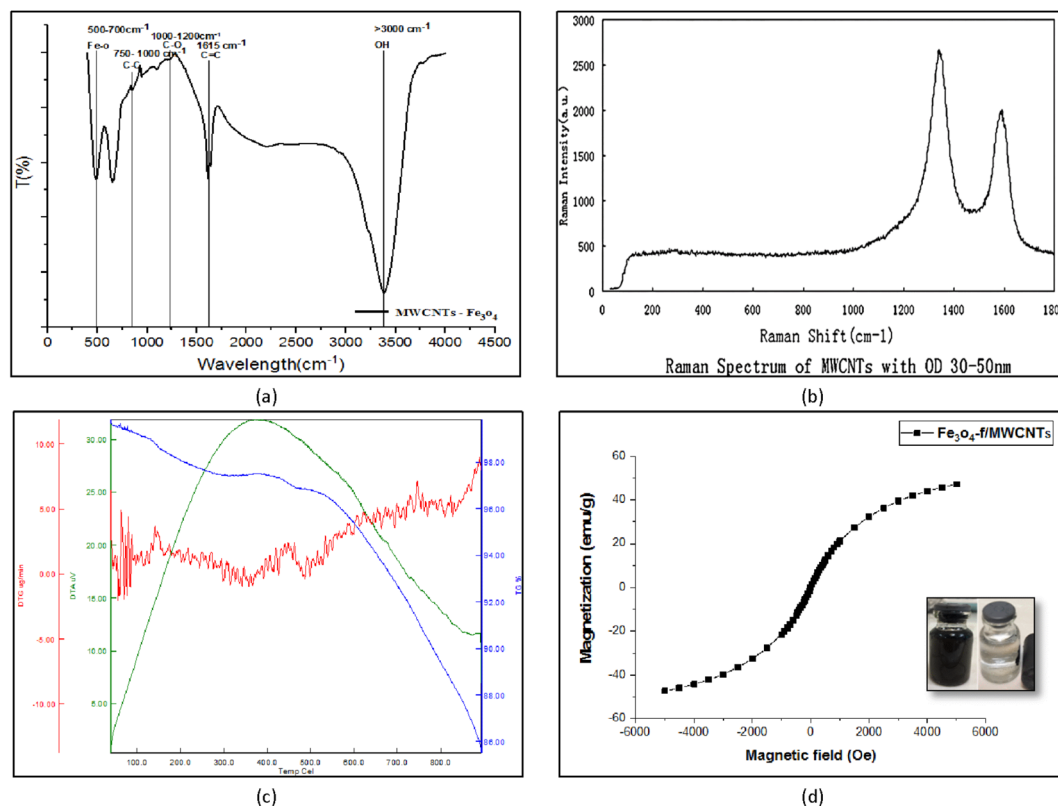 (a)
500-700cm⁻¹
Fe-o
750-1000 cm⁻¹
C-C
1000-1200cm⁻¹
C-O
1615 cm⁻¹
C=C
>3000 cm⁻¹
OH
T(%)
MWCNTs - Fe₃o₄
0 500 1000 1500 2000 2500 3000 3500 4000 4500
Wavelength(cm⁻¹)
(a)
3000
2500
2000
1500
1000
500
0
Raman Intensity(a.u.)
0 200 400 600 800 1000 1200 1400 1600 180
Raman Shift(cm-1)
Raman Spectrum of MWCNTs with OD 30-50nm
(b)
10.00
5.00
0.00
-5.00
-10.00
DTG ug/min
30.00
25.00
20.00
15.00
10.00
5.00
DTA uV
98.00
96.00
94.00
92.00
90.00
88.00
86.00
TG %
100.0 200.0 300.0 400.0 500.0 600.0 700.0 800.0
Temp Cel
(c)
Fe₃o₄-f/MWCNTs
60
40
20
0
-20
-40
-60
Magnetization (emu/g)
-6000 -4000 -2000 0 2000 4000 6000
Magnetic field (Oe)
(d)